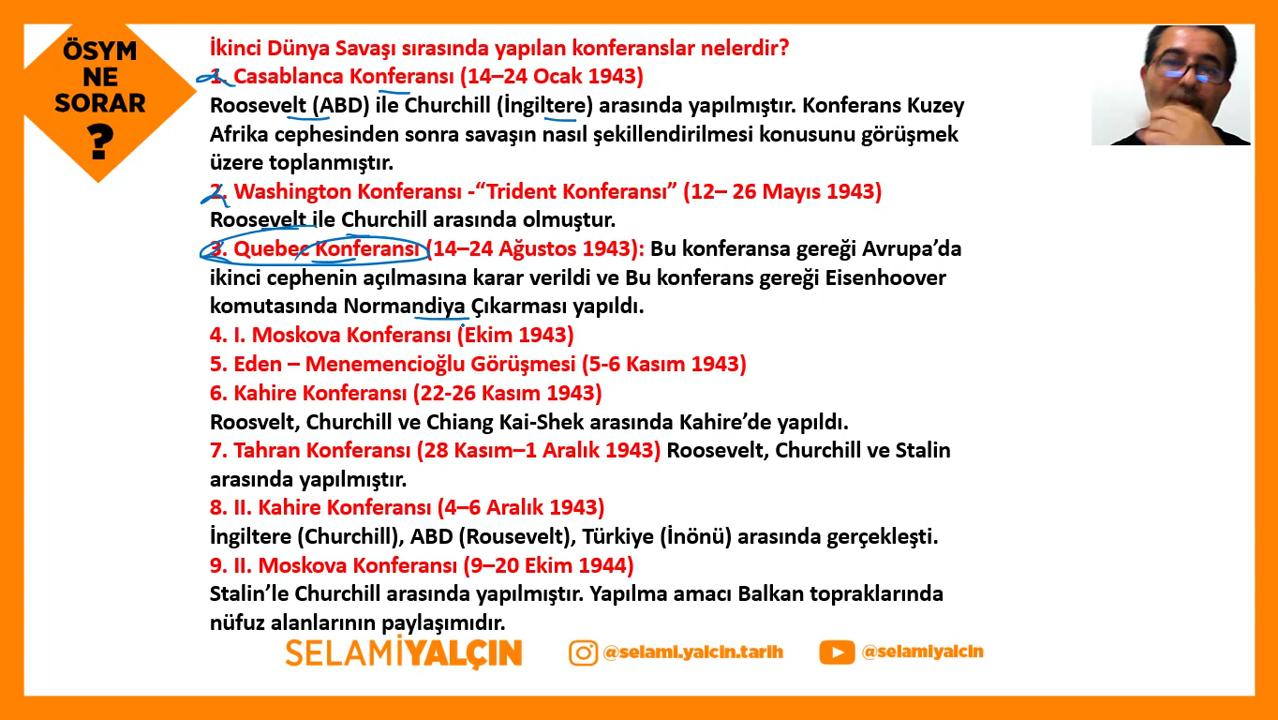 ÖSYM
NE
SORAR
?
İkinci Dünya Savaşı sırasında yapılan konferanslar nelerdir?
1. Casablanca Konferansı (14–24 Ocak 1943)
Roosevelt (ABD) ile Churchill (İngiltere) arasında yapılmıştır. Konferans Kuzey
Afrika cephesinden sonra savaşın nasıl şekillendirilmesi konusunu görüşmek
üzere toplanmıştır.
2. Washington Konferansı -“Trident Konferansı” (12– 26 Mayıs 1943)
Roosevelt ile Churchill arasında olmuştur.
3. Quebec Konferansı (14–24 Ağustos 1943): Bu konferansa gereği Avrupa’da
ikinci cephenin açılmasına karar verildi ve Bu konferans gereği Eisenhoover
komutasında Normandiya Çıkarması yapıldı.
4. I. Moskova Konferansı (Ekim 1943)
5. Eden – Menemencioğlu Görüşmesi (5-6 Kasım 1943)
6. Kahire Konferansı (22-26 Kasım 1943)
Roosvelt, Churchill ve Chiang Kai-Shek arasında Kahire’de yapıldı.
7. Tahran Konferansı (28 Kasım–1 Aralık 1943) Roosevelt, Churchill ve Stalin
arasında yapılmıştır.
8. II. Kahire Konferansı (4–6 Aralık 1943)
İngiltere (Churchill), ABD (Rousevelt), Türkiye (İnönü) arasında gerçekleşti.
9. II. Moskova Konferansı (9–20 Ekim 1944)
Stalin’le Churchill arasında yapılmıştır. Yapılma amacı Balkan topraklarında
nüfuz alanlarının paylaşımıdır.
SELAMİYALÇIN @selami.yalcin.tarih @selamiyalcin